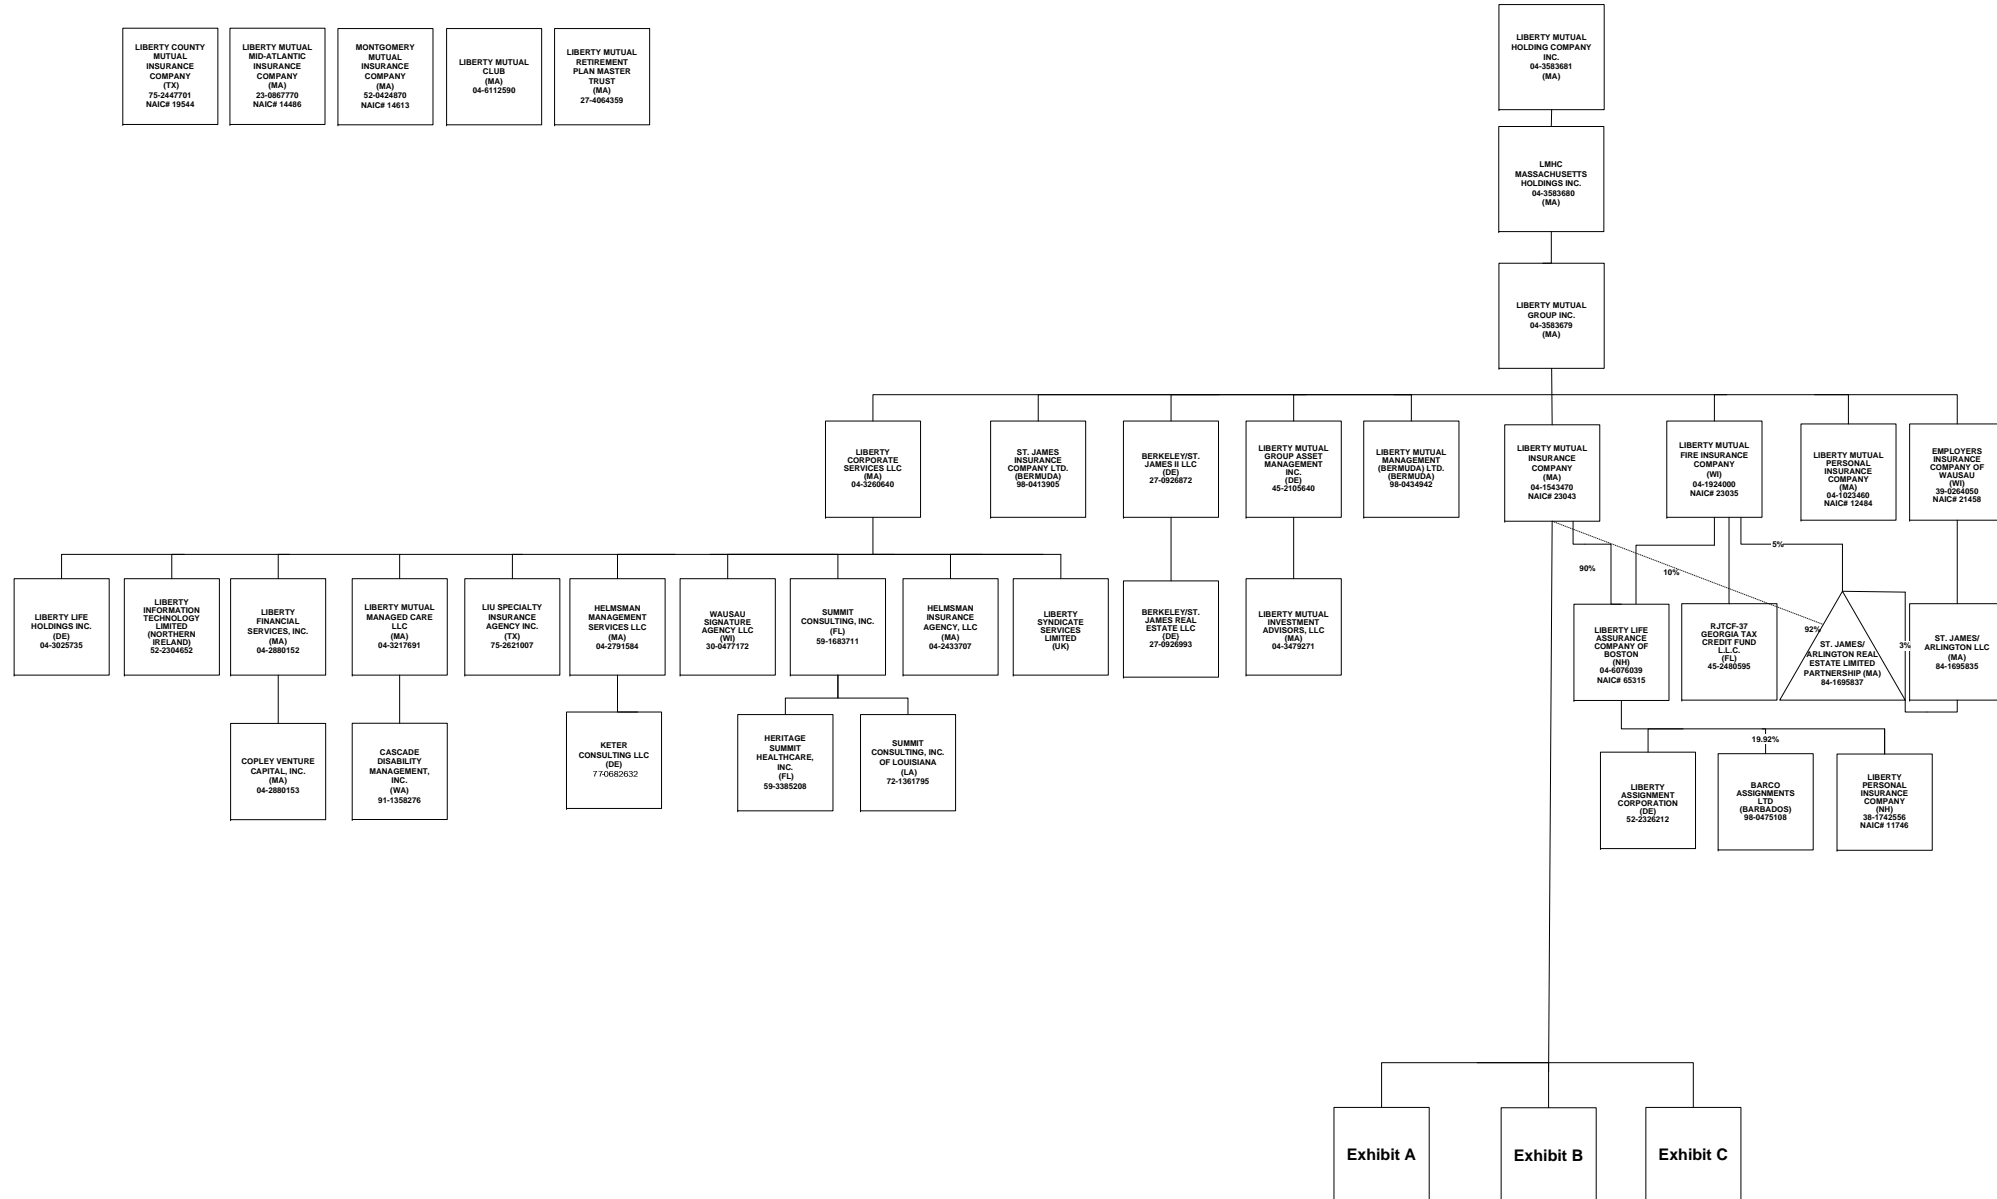 LIBERTY COUNTY
MUTUAL
INSURANCE
COMPANY
(TX)
75-2447701
NAIC# 19544
LIBERTY MUTUAL
MID-ATLANTIC
INSURANCE
COMPANY
(MA)
23-0867770
NAIC# 14486
MONTGOMERY
MUTUAL
INSURANCE
COMPANY
(MA)
52-0424870
NAIC# 14613
LIBERTY MUTUAL
CLUB
(MA)
04-6112590
LIBERTY MUTUAL
RETIREMENT
PLAN MASTER
TRUST
(MA)
27-4064359
LIBERTY MUTUAL
HOLDING COMPANY
INC.
04-3583681
(MA)
LMHC
MASSACHUSETTS
HOLDINGS INC.
04-3583680
(MA)
LIBERTY MUTUAL
GROUP INC.
04-3583679
(MA)
LIBERTY
CORPORATE
SERVICES LLC
(MA)
04-3260640
ST. JAMES
INSURANCE
COMPANY LTD.
(BERMUDA)
98-0413905
BERKELEY/ST.
JAMES II LLC
(DE)
27-0926872
LIBERTY MUTUAL
GROUP ASSET
MANAGEMENT
INC.
(DE)
45-2105640
LIBERTY MUTUAL
MANAGEMENT
(BERMUDA) LTD.
(BERMUDA)
98-0434942
LIBERTY MUTUAL
INSURANCE
COMPANY
(MA)
04-1543470
NAIC# 23043
LIBERTY MUTUAL
FIRE INSURANCE
COMPANY
(WI)
04-1924000
NAIC# 23035
LIBERTY MUTUAL
PERSONAL
INSURANCE
COMPANY
(MA)
04-1023460
NAIC# 12484
EMPLOYERS
INSURANCE
COMPANY OF
WAUSAU
(WI)
39-0264050
NAIC# 21458
5%
90%
10%
LIBERTY LIFE
HOLDINGS INC.
(DE)
04-3025735
LIBERTY
INFORMATION
TECHNOLOGY
LIMITED
(NORTHERN
IRELAND)
52-2304652
LIBERTY
FINANCIAL
SERVICES, INC.
(MA)
04-2880152
LIBERTY MUTUAL
MANAGED CARE
LLC
(MA)
04-3217691
LIU SPECIALTY
INSURANCE
AGENCY INC.
(TX)
75-2621007
HELMSMAN
MANAGEMENT
SERVICES LLC
(MA)
04-2791584
WAUSAU
SIGNATURE
AGENCY LLC
(WI)
30-0477172
SUMMIT
CONSULTING, INC.
(FL)
59-1683711
HELMSMAN
INSURANCE
AGENCY, LLC
(MA)
04-2433707
LIBERTY
SYNDICATE
SERVICES
LIMITED
(UK)
BERKELEY/ST.
JAMES REAL
ESTATE LLC
(DE)
27-0926993
LIBERTY MUTUAL
INVESTMENT
ADVISORS, LLC
(MA)
04-3479271
LIBERTY LIFE
ASSURANCE
COMPANY OF
BOSTON
(NH)
04-6076039
NAIC# 65315
RJTCF-37
GEORGIA TAX
CREDIT FUND
L.L.C.
(FL)
45-2480595
92%
ST. JAMES/
ARLINGTON REAL
ESTATE LIMITED
PARTNERSHIP (MA)
84-1695837
3%
ST. JAMES/
ARLINGTON LLC
(MA)
84-1695835
COPLEY VENTURE
CAPITAL, INC.
(MA)
04-2880153
CASCADE
DISABILITY
MANAGEMENT,
INC.
(WA)
91-1358276
KETER
CONSULTING LLC
(DE)
77-0682632
HERITAGE
SUMMIT
HEALTHCARE,
INC.
(FL)
59-3385208
SUMMIT
CONSULTING, INC.
OF LOUISIANA
(LA)
72-1361795
19.92%
LIBERTY
ASSIGNMENT
CORPORATION
(DE)
52-2326212
BARCO
ASSIGNMENTS
LTD
(BARBADOS)
98-0475108
LIBERTY
PERSONAL
INSURANCE
COMPANY
(NH)
38-1742556
NAIC# 11746
Exhibit A
Exhibit B
Exhibit C